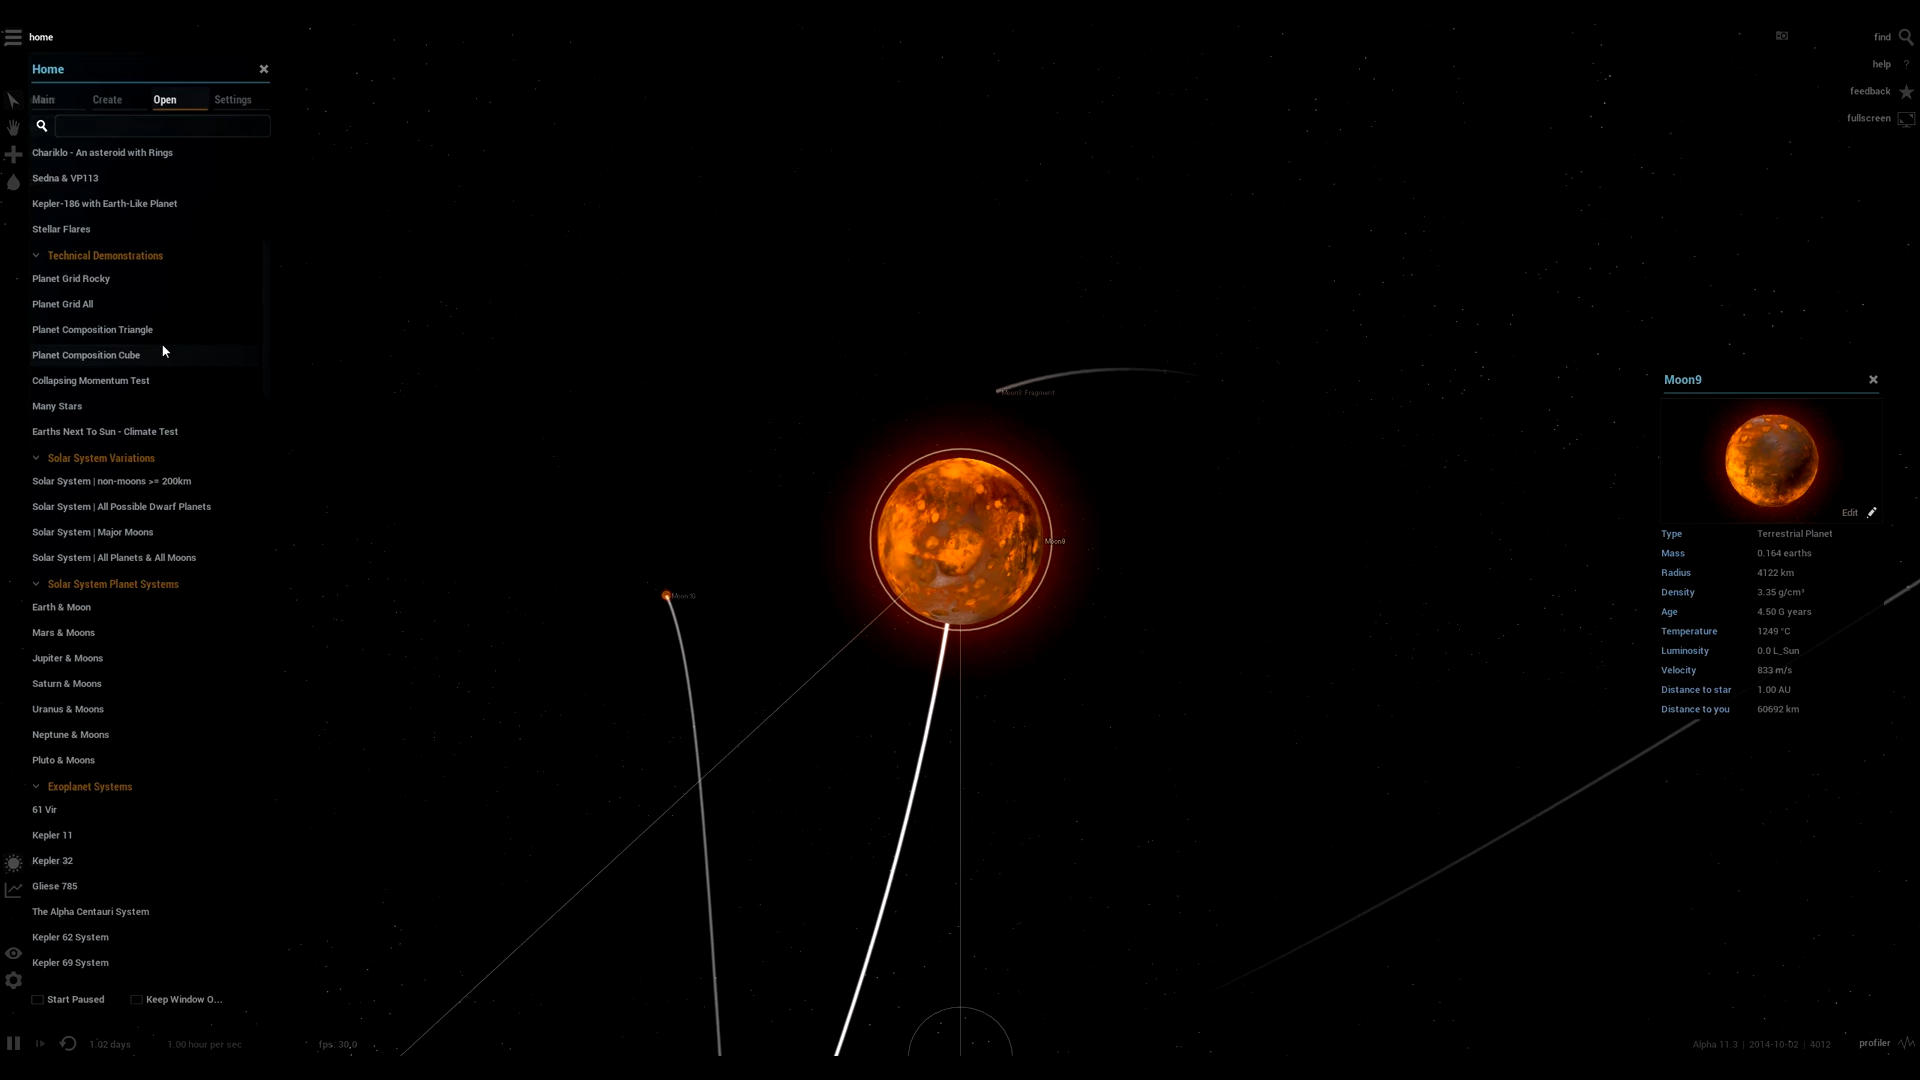 home
find
Home
help
?
Main Create Open Settings
feedback
fullscreen
Chariklo - An asteroid with Rings
Sedna & VP113
Kepler-186 with Earth-Like Planet
Stellar Flares
Technical Demonstrations
Planet Grid Rocky
Planet Grid All
Planet Composition Triangle
Planet Composition Cube
Collapsing Momentum Test
Many Stars
Earths Next To Sun - Climate Test
Solar System Variations
Solar System | non-moons >= 200km
Solar System | All Possible Dwarf Planets
Solar System | Major Moons
Solar System | All Planets & All Moons
Solar System Planet Systems
Earth & Moon
Mars & Moons
Jupiter & Moons
Saturn & Moons
Uranus & Moons
Neptune & Moons
Pluto & Moons
Exoplanet Systems
61 Vir
Kepler 11
Kepler 32
Gliese 785
The Alpha Centauri System
Kepler 62 System
Kepler 69 System
Start Paused Keep Window O...
1.02 days 1.00 hour per sec fps: 30.0
Fragment
Moon9
Moon9
Edit
Type Terrestrial Planet
Mass 0.164 earths
Radius 4122 km
Density 3.35 g/cm³
Age 4.50 G years
Temperature 1249 °C
Luminosity 0.0 L_Sun
Velocity 833 m/s
Distance to star 1.00 AU
Distance to you 60692 km
Alpha 11.3 | 2014-10-02 | 4012 profiler